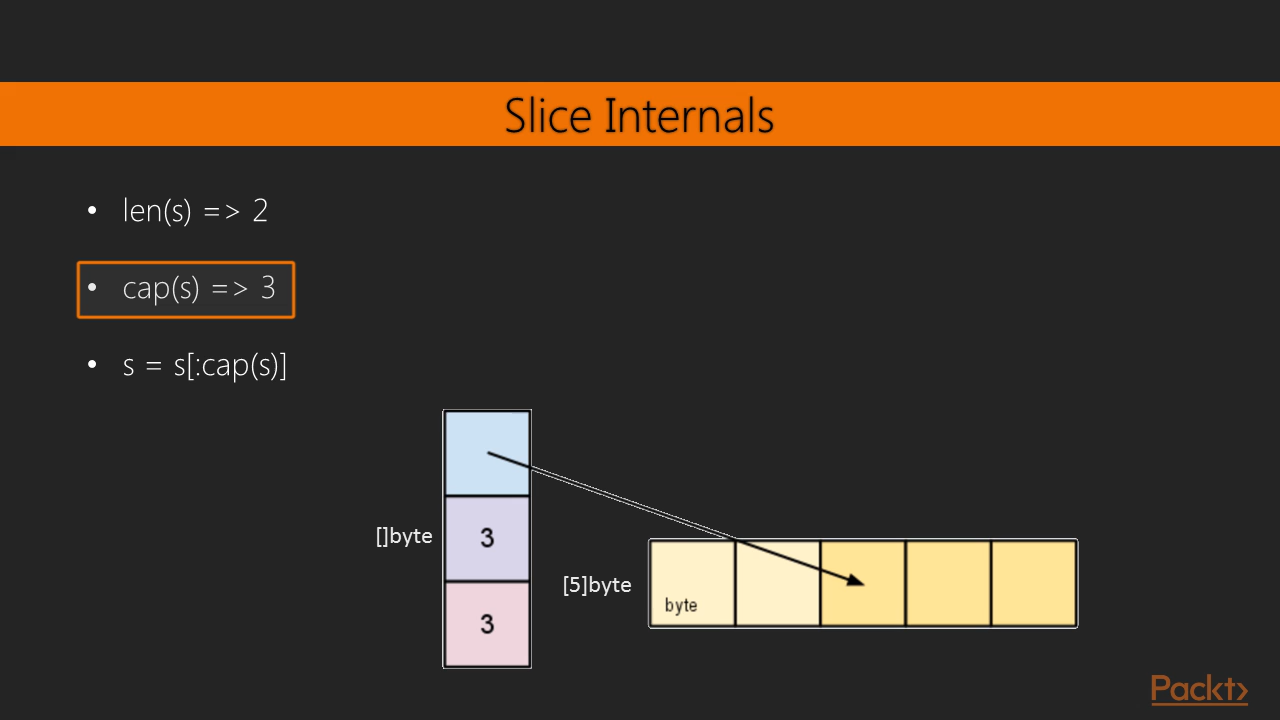 Slice Internals
• len(s) => 2
• cap(s) => 3
• s = s[:cap(s)]
[]byte
3
3
[5]byte
byte
Packt>